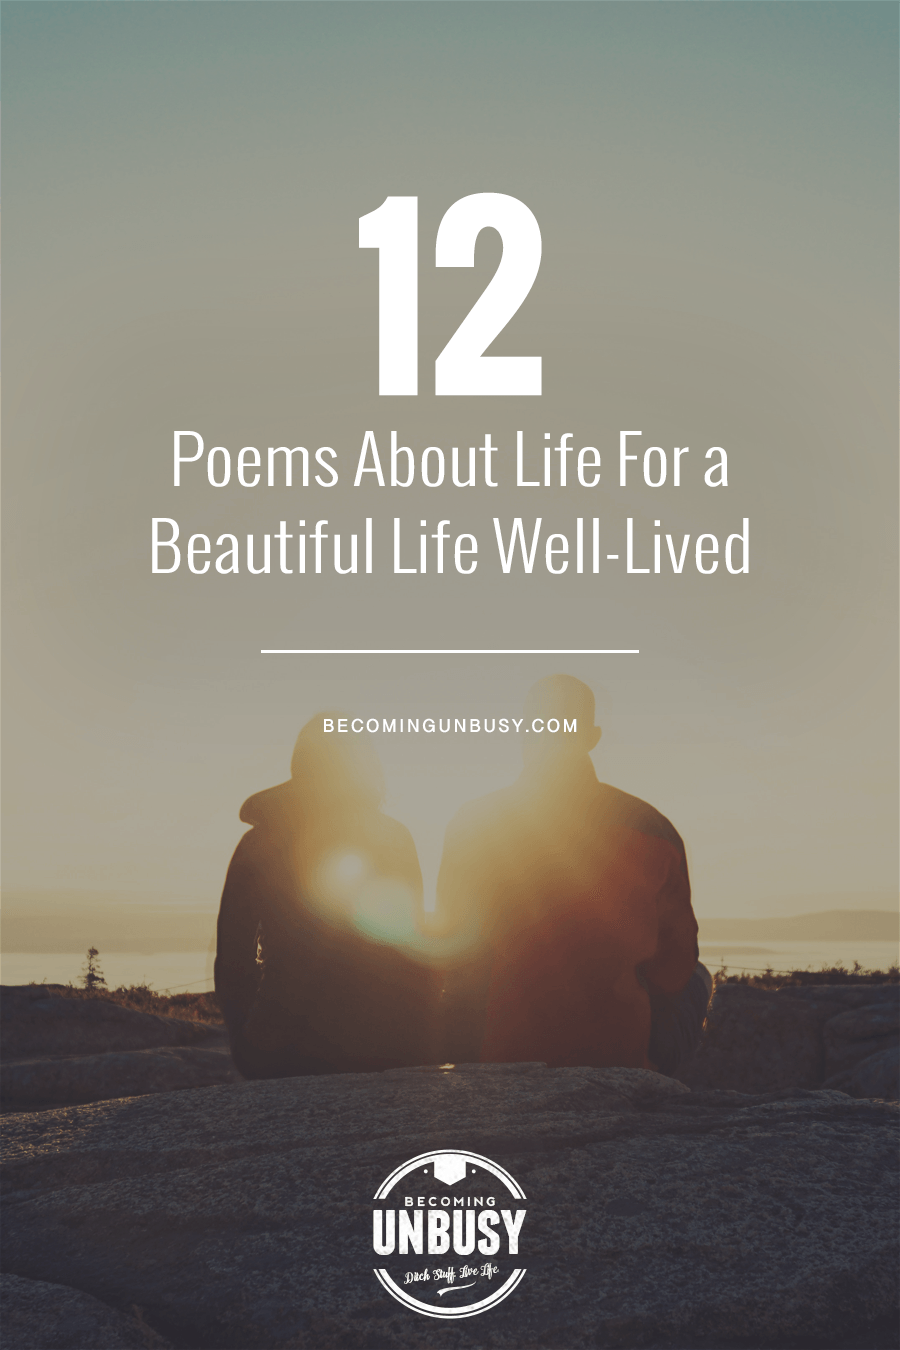 12
Poems About Life For a
Beautiful Life Well-Lived
BECOMINGUNBUSY.COM
BECOMING
UNBUSY
Ditch Stuff. Live Life.